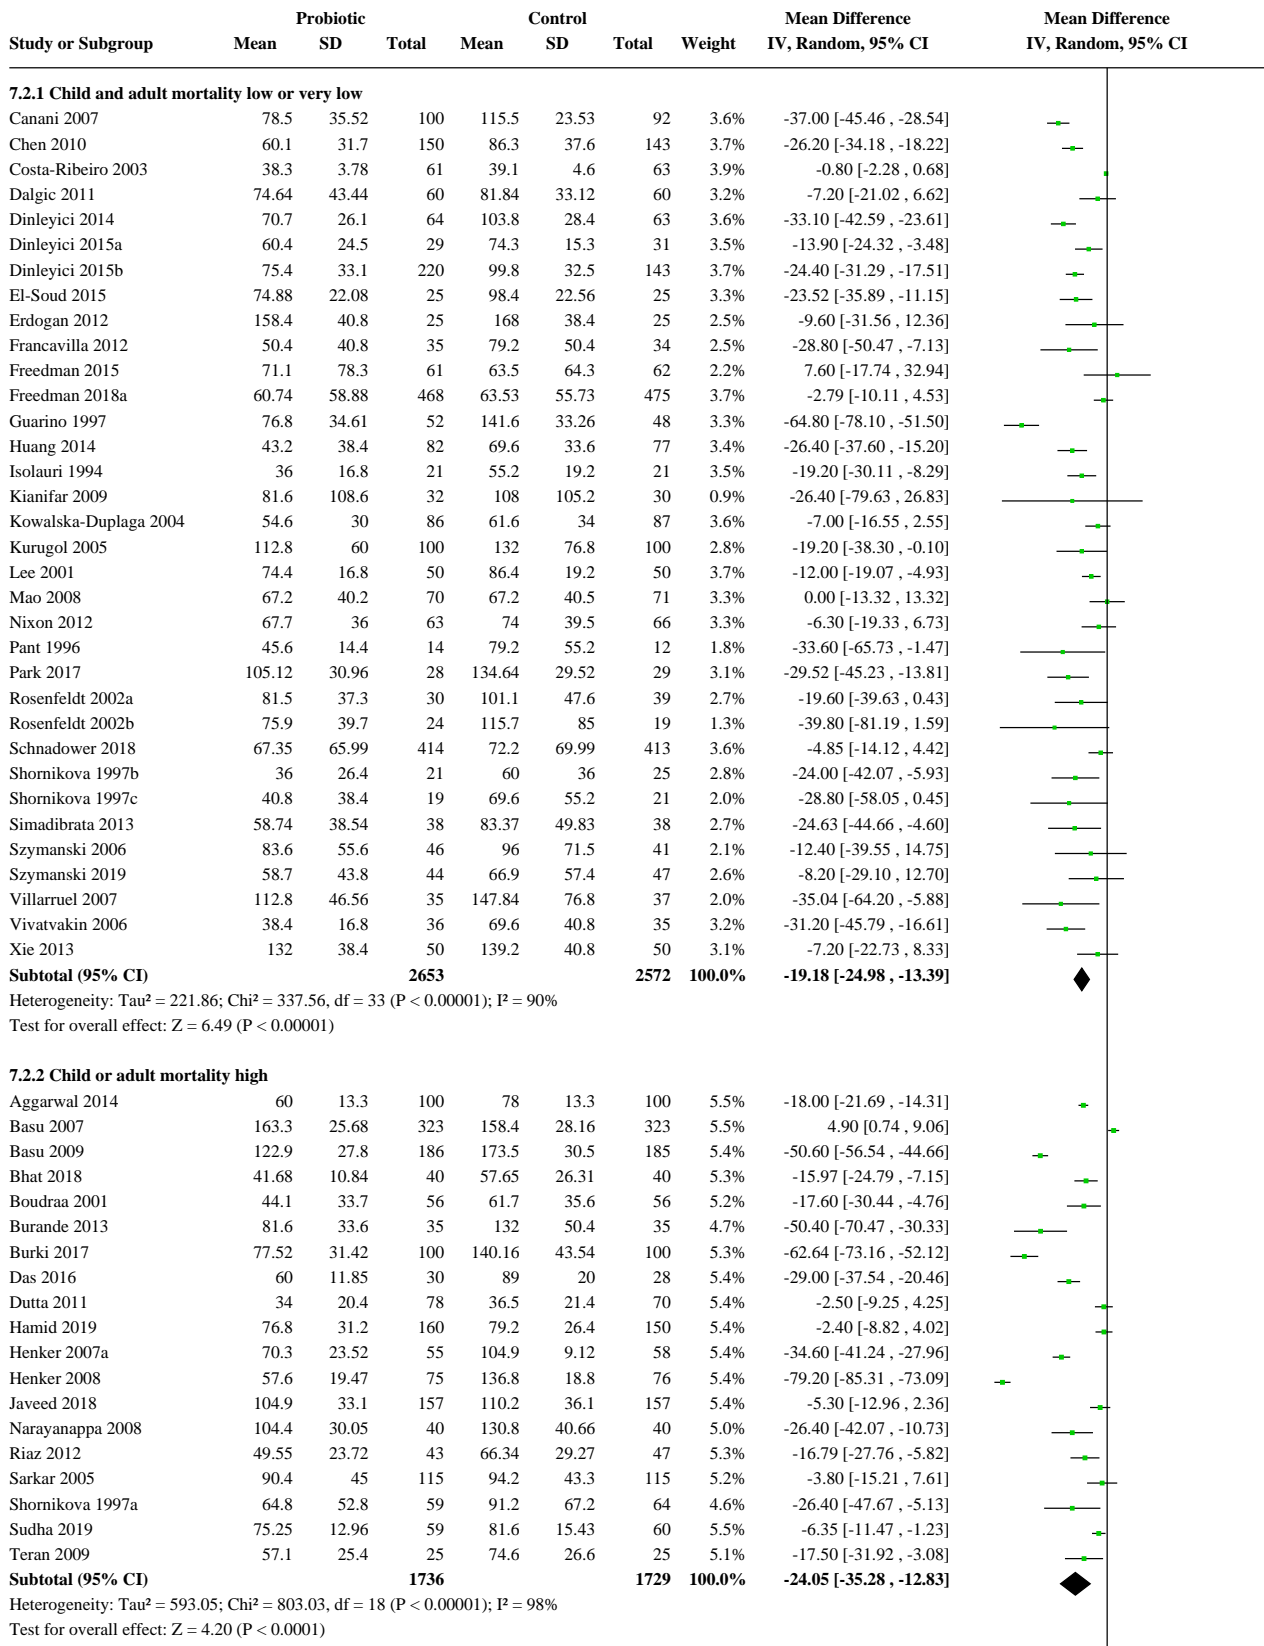 Probiotic Control Mean Difference Mean Difference
Study or Subgroup Mean SD Total Mean SD Total Weight IV, Random, 95% CI IV, Random, 95% CI
7.2.1 Child and adult mortality low or very low
Canani 2007 78.5 35.52 100 115.5 23.53 92 3.6% -37.00 [-45.46 , -28.54]
Chen 2010 60.1 31.7 150 86.3 37.6 143 3.7% -26.20 [-34.18 , -18.22]
Costa-Ribeiro 2003 38.3 3.78 61 39.1 4.6 63 3.9% -0.80 [-2.28 , 0.68]
Dalgic 2011 74.64 43.44 60 81.84 33.12 60 3.2% -7.20 [-21.02 , 6.62]
Dinleyici 2014 70.7 26.1 64 103.8 28.4 63 3.6% -33.10 [-42.59 , -23.61]
Dinleyici 2015a 60.4 24.5 29 74.3 15.3 31 3.5% -13.90 [-24.32 , -3.48]
Dinleyici 2015b 75.4 33.1 220 99.8 32.5 143 3.7% -24.40 [-31.29 , -17.51]
El-Soud 2015 74.88 22.08 25 98.4 22.56 25 3.3% -23.52 [-35.89 , -11.15]
Erdogan 2012 158.4 40.8 25 168 38.4 25 2.5% -9.60 [-31.56 , 12.36]
Francavilla 2012 50.4 40.8 35 79.2 50.4 34 2.5% -28.80 [-50.47 , -7.13]
Freedman 2015 71.1 78.3 61 63.5 64.3 62 2.2% 7.60 [-17.74 , 32.94]
Freedman 2018a 60.74 58.88 468 63.53 55.73 475 3.7% -2.79 [-10.11 , 4.53]
Guarino 1997 76.8 34.61 52 141.6 33.26 48 3.3% -64.80 [-78.10 , -51.50]
Huang 2014 43.2 38.4 82 69.6 33.6 77 3.4% -26.40 [-37.60 , -15.20]
Isolauri 1994 36 16.8 21 55.2 19.2 21 3.5% -19.20 [-30.11 , -8.29]
Kianifar 2009 81.6 108.6 32 108 105.2 30 0.9% -26.40 [-79.63 , 26.83]
Kowalska-Duplaga 2004 54.6 30 86 61.6 34 87 3.6% -7.00 [-16.55 , 2.55]
Kurugol 2005 112.8 60 100 132 76.8 100 2.8% -19.20 [-38.30 , -0.10]
Lee 2001 74.4 16.8 50 86.4 19.2 50 3.7% -12.00 [-19.07 , -4.93]
Mao 2008 67.2 40.2 70 67.2 40.5 71 3.3% 0.00 [-13.32 , 13.32]
Nixon 2012 67.7 36 63 74 39.5 66 3.3% -6.30 [-19.33 , 6.73]
Pant 1996 45.6 14.4 14 79.2 55.2 12 1.8% -33.60 [-65.73 , -1.47]
Park 2017 105.12 30.96 28 134.64 29.52 29 3.1% -29.52 [-45.23 , -13.81]
Rosenfeldt 2002a 81.5 37.3 30 101.1 47.6 39 2.7% -19.60 [-39.63 , 0.43]
Rosenfeldt 2002b 75.9 39.7 24 115.7 85 19 1.3% -39.80 [-81.19 , 1.59]
Schnadower 2018 67.35 65.99 414 72.2 69.99 413 3.6% -4.85 [-14.12 , 4.42]
Shornikova 1997b 36 26.4 21 60 36 25 2.8% -24.00 [-42.07 , -5.93]
Shornikova 1997c 40.8 38.4 19 69.6 55.2 21 2.0% -28.80 [-58.05 , 0.45]
Simadibrata 2013 58.74 38.54 38 83.37 49.83 38 2.7% -24.63 [-44.66 , -4.60]
Szymanski 2006 83.6 55.6 46 96 71.5 41 2.1% -12.40 [-39.55 , 14.75]
Szymanski 2019 58.7 43.8 44 66.9 57.4 47 2.6% -8.20 [-29.10 , 12.70]
Villarruel 2007 112.8 46.56 35 147.84 76.8 37 2.0% -35.04 [-64.20 , -5.88]
Vivatvakin 2006 38.4 16.8 36 69.6 40.8 35 3.2% -31.20 [-45.79 , -16.61]
Xie 2013 132 38.4 50 139.2 40.8 50 3.1% -7.20 [-22.73 , 8.33]
Subtotal (95% CI) 2653 2572 100.0% -19.18 [-24.98 , -13.39]
Heterogeneity: Tau² = 221.86; Chi² = 337.56, df = 33 (P < 0.00001); I² = 90%
Test for overall effect: Z = 6.49 (P < 0.00001)
7.2.2 Child or adult mortality high
Aggarwal 2014 60 13.3 100 78 13.3 100 5.5% -18.00 [-21.69 , -14.31]
Basu 2007 163.3 25.68 323 158.4 28.16 323 5.5% 4.90 [0.74 , 9.06]
Basu 2009 122.9 27.8 186 173.5 30.5 185 5.4% -50.60 [-56.54 , -44.66]
Bhat 2018 41.68 10.84 40 57.65 26.31 40 5.3% -15.97 [-24.79 , -7.15]
Boudraa 2001 44.1 33.7 56 61.7 35.6 56 5.2% -17.60 [-30.44 , -4.76]
Burande 2013 81.6 33.6 35 132 50.4 35 4.7% -50.40 [-70.47 , -30.33]
Burki 2017 77.52 31.42 100 140.16 43.54 100 5.3% -62.64 [-73.16 , -52.12]
Das 2016 60 11.85 30 89 20 28 5.4% -29.00 [-37.54 , -20.46]
Dutta 2011 34 20.4 78 36.5 21.4 70 5.4% -2.50 [-9.25 , 4.25]
Hamid 2019 76.8 31.2 160 79.2 26.4 150 5.4% -2.40 [-8.82 , 4.02]
Henker 2007a 70.3 23.52 55 104.9 9.12 58 5.4% -34.60 [-41.24 , -27.96]
Henker 2008 57.6 19.47 75 136.8 18.8 76 5.4% -79.20 [-85.31 , -73.09]
Javeed 2018 104.9 33.1 157 110.2 36.1 157 5.4% -5.30 [-12.96 , 2.36]
Narayanappa 2008 104.4 30.05 40 130.8 40.66 40 5.0% -26.40 [-42.07 , -10.73]
Riaz 2012 49.55 23.72 43 66.34 29.27 47 5.3% -16.79 [-27.76 , -5.82]
Sarkar 2005 90.4 45 115 94.2 43.3 115 5.2% -3.80 [-15.21 , 7.61]
Shornikova 1997a 64.8 52.8 59 91.2 67.2 64 4.6% -26.40 [-47.67 , -5.13]
Sudha 2019 75.25 12.96 59 81.6 15.43 60 5.5% -6.35 [-11.47 , -1.23]
Teran 2009 57.1 25.4 25 74.6 26.6 25 5.1% -17.50 [-31.92 , -3.08]
Subtotal (95% CI) 1736 1729 100.0% -24.05 [-35.28 , -12.83]
Heterogeneity: Tau² = 593.05; Chi² = 803.03, df = 18 (P < 0.00001); I² = 98%
Test for overall effect: Z = 4.20 (P < 0.0001)